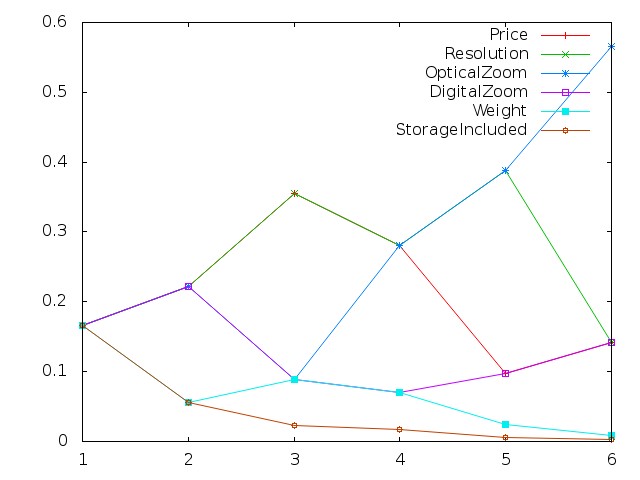 0.6
0.5
0.4
0.3
0.2
0.1
0
1 2 3 4 5 6
Price
Resolution
OpticalZoom
DigitalZoom
Weight
StorageIncluded